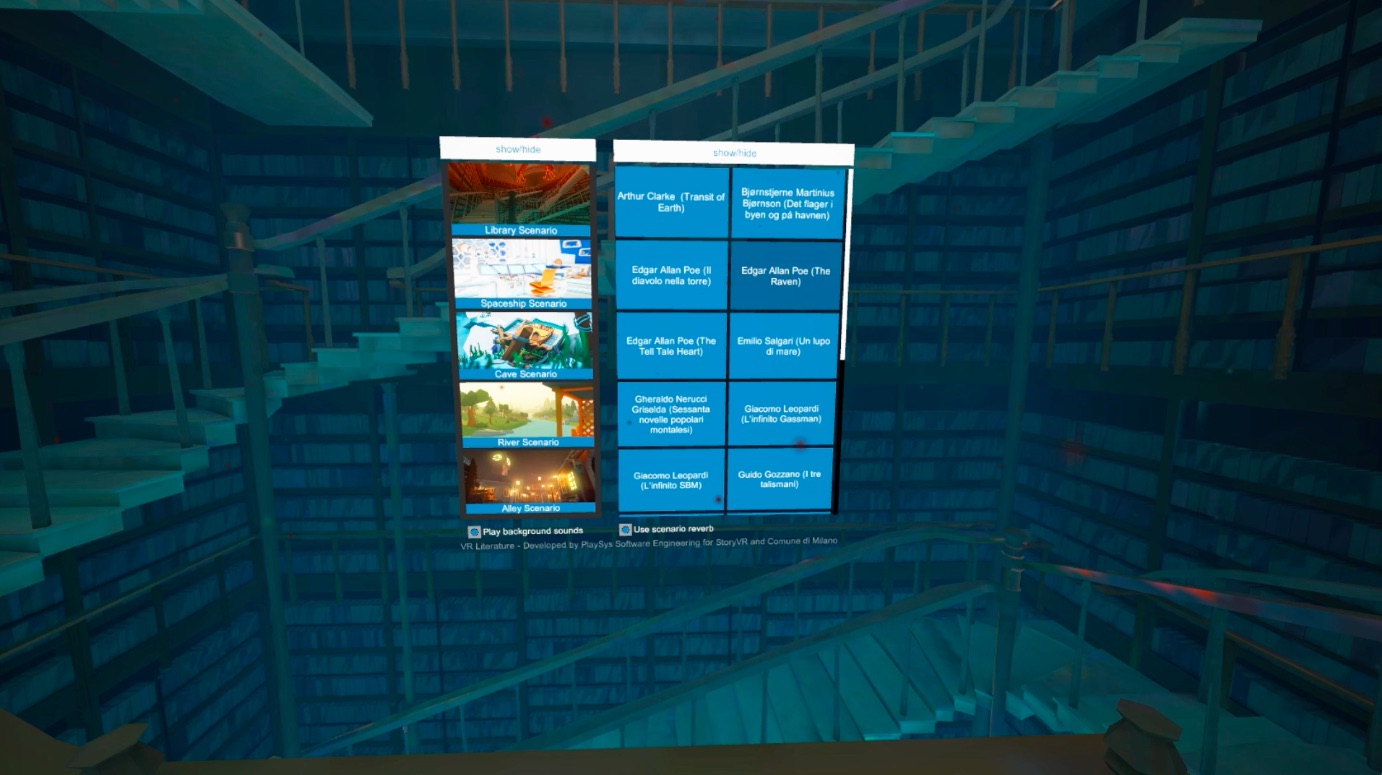 show/hide
Library Scenario
Spaceship Scenario
Cave Scenario
River Scenario
Alley Scenario
show/hide
Arthur Clarke (Transit of
Earth)
Bjørnstjerne Martinius
Bjørnson (Det flager i
byen og på havnen)
Edgar Allan Poe (Il
diavolo nella torre)
Edgar Allan Poe (The
Raven)
Edgar Allan Poe (The
Tell Tale Heart)
Emilio Salgari (Un lupo
di mare)
Gheraldo Nerucci
Griselda (Sessanta
novelle popolari
montalesi)
Giacomo Leopardi
(L'infinito Gassman)
Giacomo Leopardi
(L'infinito SBM)
Guido Gozzano (I tre
talismani)
Play background sounds
Use scenario reverb
VR Literature - Developed by PlaySys Software Engineering for StoryVR and Comune di Milano